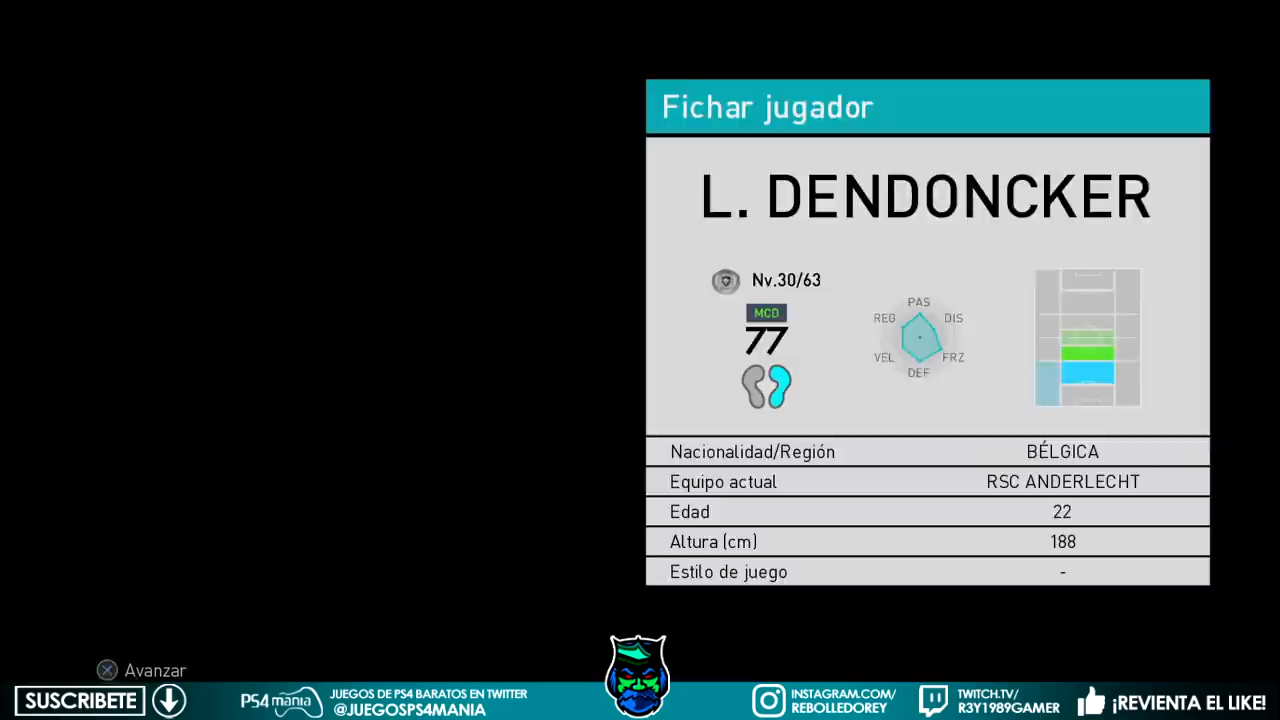 Fichar jugador
L. DENDONCKER
Nv.30/63
MCD
77
PAS
REG
DIS
VEL
FRZ
DEF
Nacionalidad/Región BÉLGICA
Equipo actual RSC ANDERLECHT
Edad 22
Altura (cm) 188
Estilo de juego -
Avanzar
SUSCRIBETE
PS4mania
JUEGOS DE PS4 BARATOS EN TWITTER
@JUEGOSPS4MANIA
INSTAGRAM.COM/
REBOLLEDOREY
TWITCH.TV/
R3Y1989GAMER
¡REVIENTA EL LIKE!